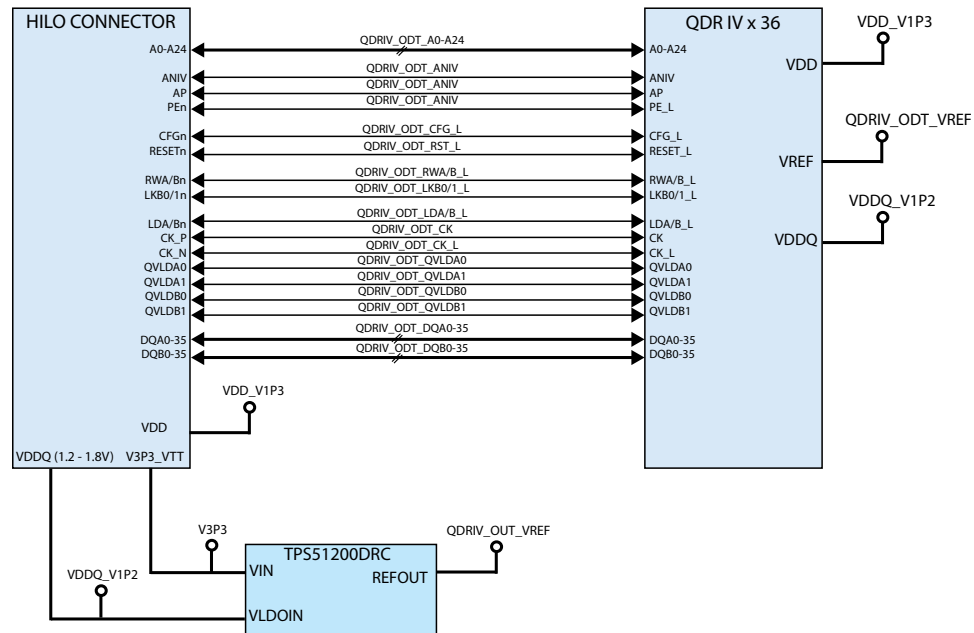 HILO CONNECTOR
QDR IV x 36
VDD_V1P3
A0-A24
QDRIV_ODT_A0-A24
A0-A24
VDD
ANIV
QDRIV_ODT_ANIV
ANIV
AP
QDRIV_ODT_ANIV
AP
PEn
QDRIV_ODT_ANIV
PE_L
QDRIV_ODT_VREF
CFGn
QDRIV_ODT_CFG_L
CFG_L
RESETn
QDRIV_ODT_RST_L
RESET_L
VREF
RWA/Bn
QDRIV_ODT_RWA/B_L
RWA/B_L
LKB0/1n
QDRIV_ODT_LKB0/1_L
LKB0/1_L
VDDQ_V1P2
LDA/Bn
QDRIV_ODT_LDA/B_L
LDA/B_L
CK_P
QDRIV_ODT_CK
CK
VDDQ
CK_N
QDRIV_ODT_CK_L
CK_L
QVLDA0
QDRIV_ODT_QVLDA0
QVLDA0
QVLDA1
QDRIV_ODT_QVLDA1
QVLDA1
QVLDB0
QDRIV_ODT_QVLDB0
QVLDB0
QVLDB1
QDRIV_ODT_QVLDB1
QVLDB1
DQA0-35
QDRIV_ODT_DQA0-35
DQA0-35
DQB0-35
QDRIV_ODT_DQB0-35
DQB0-35
VDD_V1P3
VDD
VDDQ (1.2 - 1.8V)
V3P3_VTT
V3P3
QDRIV_OUT_VREF
TPS51200DRC
VIN
REFOUT
VDDQ_V1P2
VLDOIN